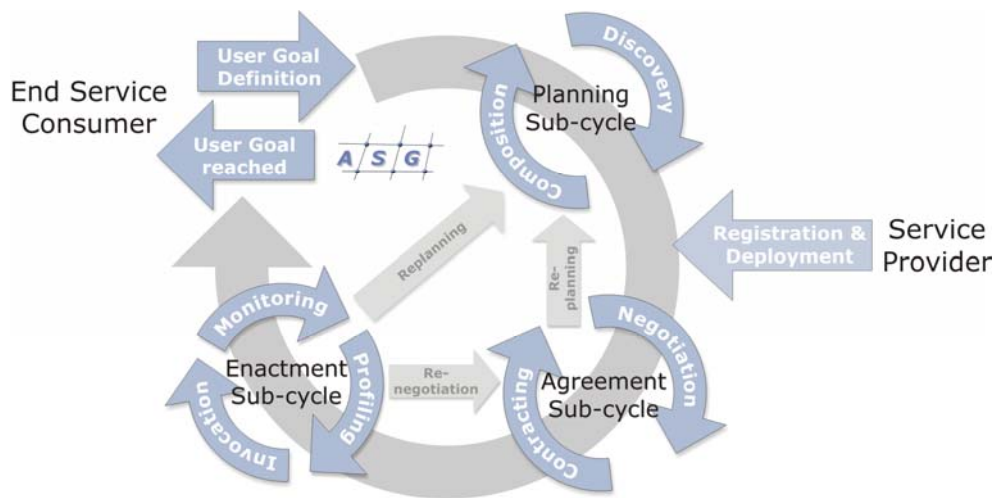 User Goal
Definition
End Service
Consumer
User Goal
reached
A S G
Composition
Planning
Sub-cycle
Discovery
Registration &
Deployment
Service
Provider
Replanning
Re-
planning
Monitoring
Enactment
Sub-cycle
Profiling
Invocation
Re-
negotiation
Contracting
Agreement
Sub-cycle
Negotiation